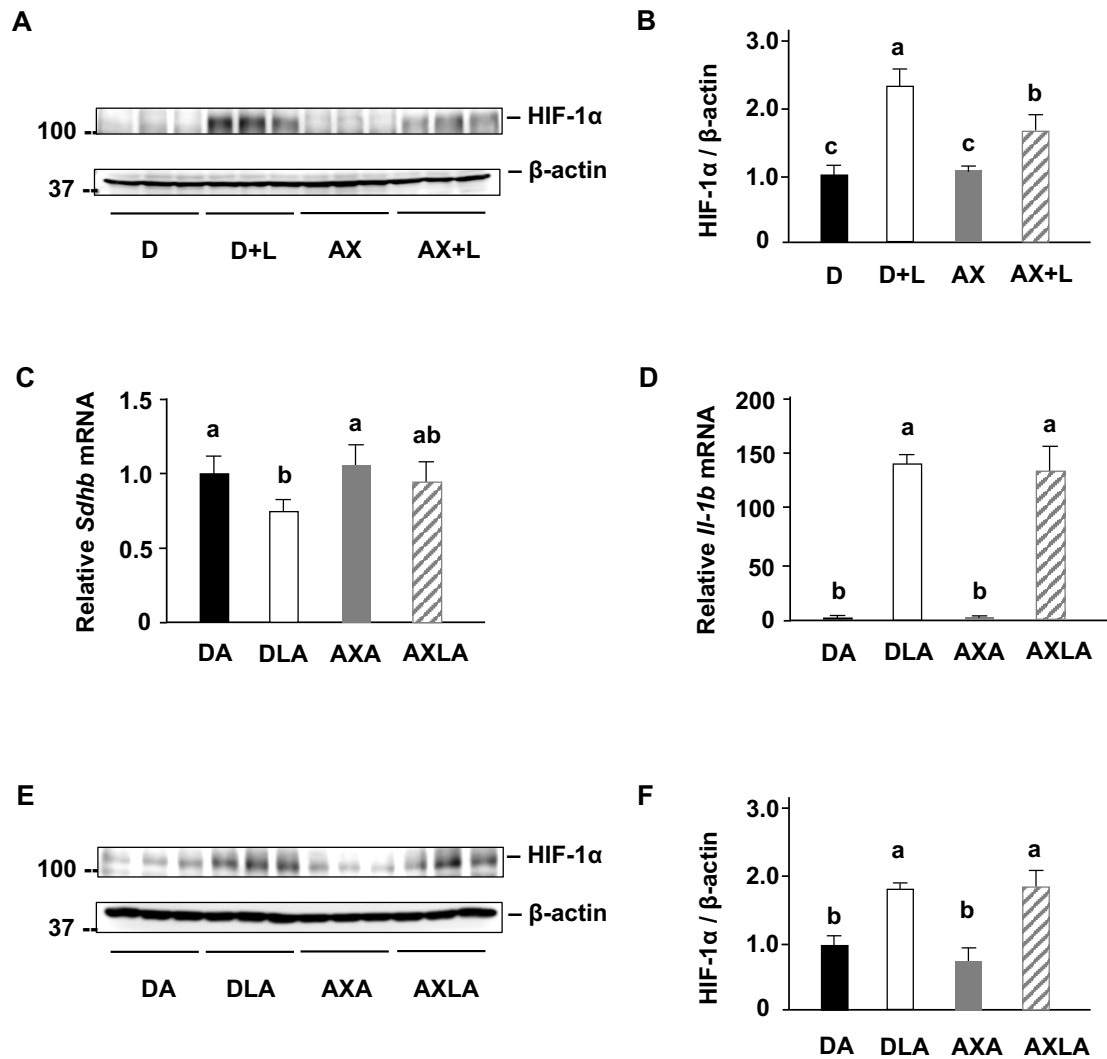 A
100 --
– HIF-1α
37 --
– β-actin
D D+L AX AX+L
B
HIF-1α / β-actin
3.0
2.0
1.0
0
c a c b
D D+L AX AX+L
C
Relative Sdhb mRNA
1.5
1.0
0.5
0
a b a ab
DA DLA AXA AXLA
D
Relative Il-1b mRNA
200
150
100
50
0
b a b a
DA DLA AXA AXLA
E
100 --
– HIF-1α
37 --
– β-actin
DA DLA AXA AXLA
F
HIF-1α / β-actin
3.0
2.0
1.0
0
b a b a
DA DLA AXA AXLA